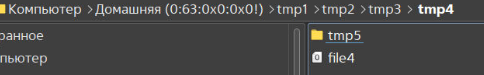 Компьютер >Домашняя (0:63:0x0:0x0!) >tmp1 >tmp2 >tmp3 > tmp4
ранное
пьютер
tmp5
file4